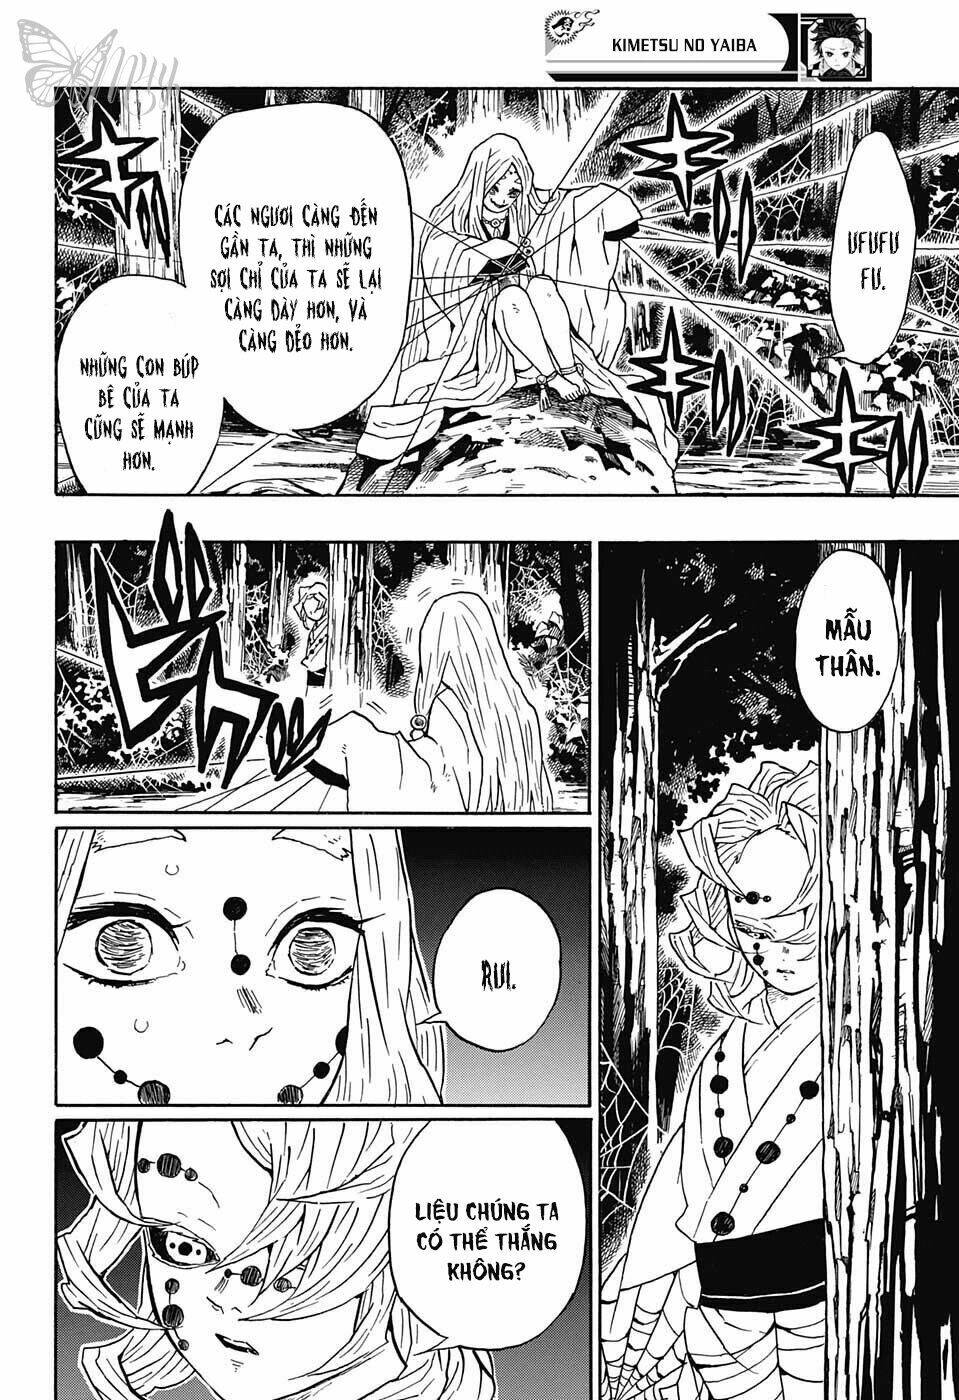 KIMETSU NO YAIBA
UFUFU
FU.
CÁC NGƯƠI CÀNG ĐẾN
GẦN TA, THÌ NHỮNG
SỢI CHỈ CỦA TA SẼ LẠI
CÀNG DÀY HƠN, VÀ
CÀNG DẺO HƠN.
NHỮNG CON BÚP
BÊ CỦA TA
CŨNG SẼ MẠNH
HƠN.
MẪU
THÂN.
RUI.
LIỆU CHÚNG TA
CÓ THỂ THẮNG
KHÔNG?